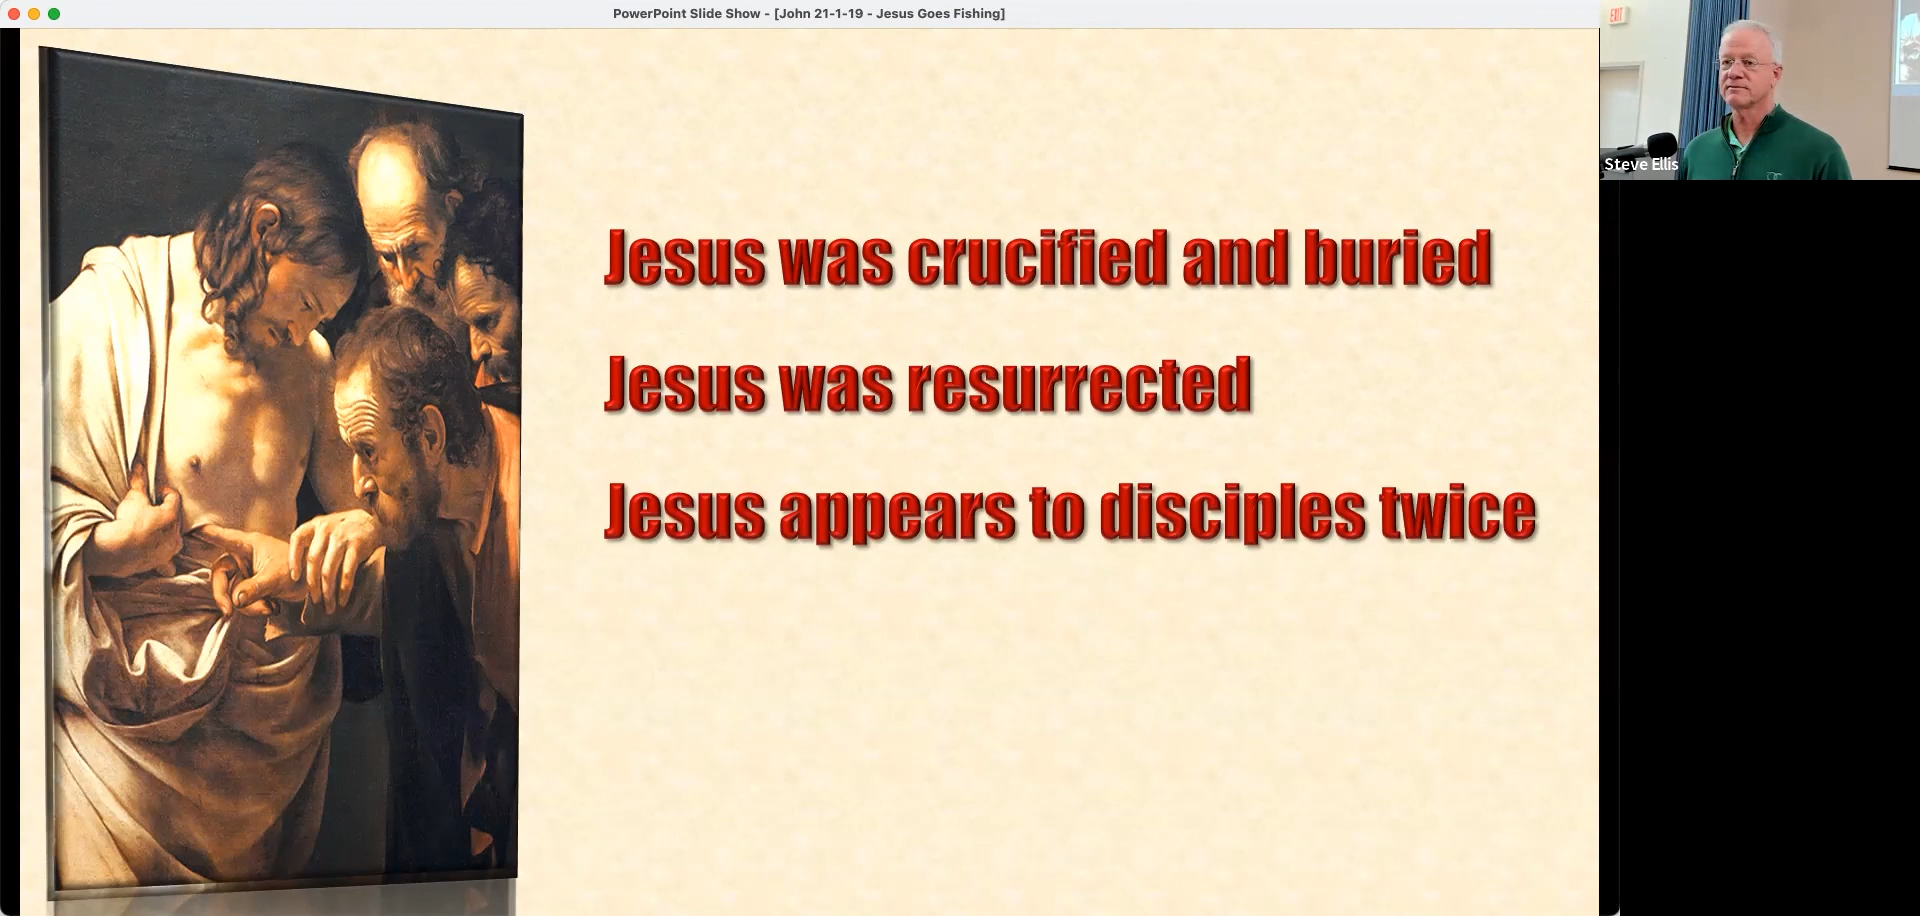 PowerPoint Slide Show - [John 21-1-19 - Jesus Goes Fishing]
EXIT
Steve Ellis
Jesus was crucified and buried
Jesus was resurrected
Jesus appears to disciples twice